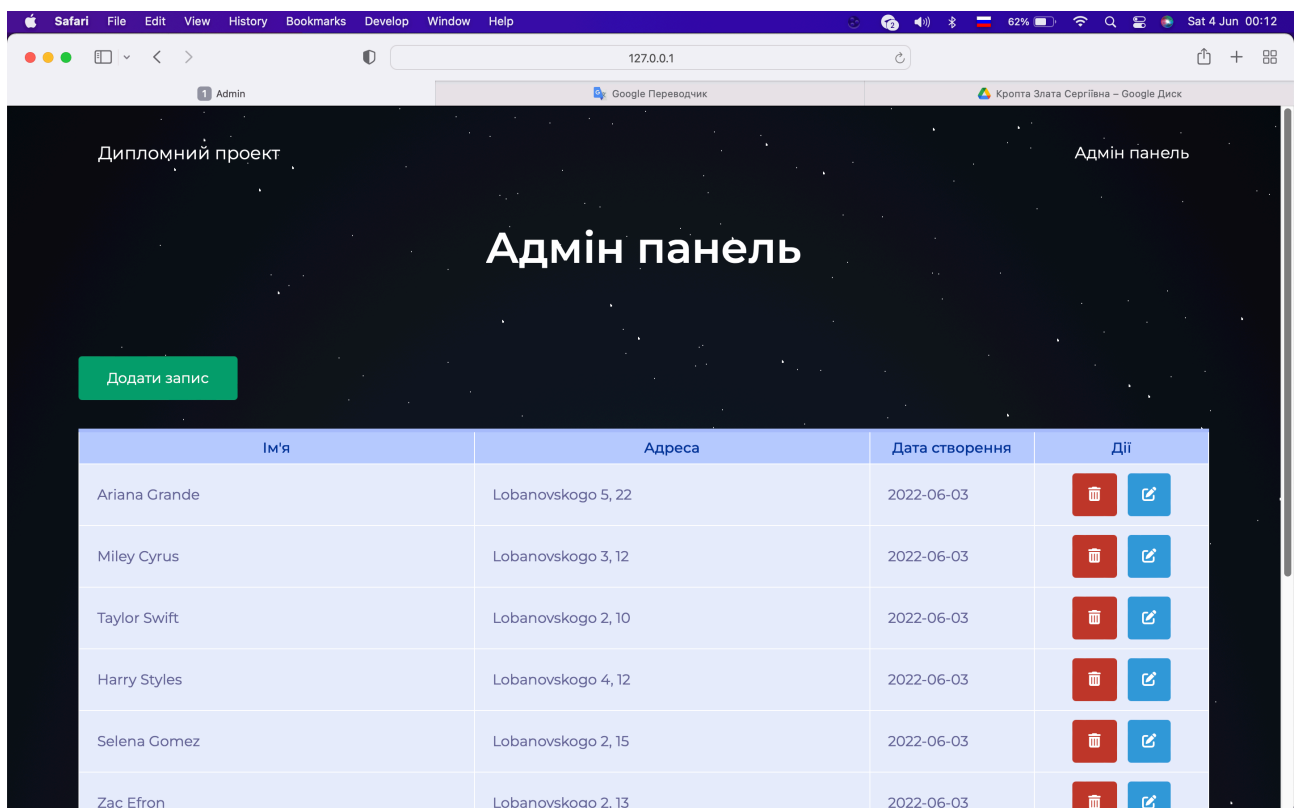 Safari File Edit View History Bookmarks Develop Window Help 2 62% Sat 4 Jun 00:12
127.0.0.1
1 Admin Google Переводчик Кропта Злата Сергіївна – Google Диск
Дипломний проект Адмін панель
Адмін панель
Додати запис
Ім'я Адреса Дата створення Дії
Ariana Grande Lobanovskogo 5, 22 2022-06-03
Miley Cyrus Lobanovskogo 3, 12 2022-06-03
Taylor Swift Lobanovskogo 2, 10 2022-06-03
Harry Styles Lobanovskogo 4, 12 2022-06-03
Selena Gomez Lobanovskogo 2, 15 2022-06-03
Zac Efron Lobanovskogo 2, 13 2022-06-03